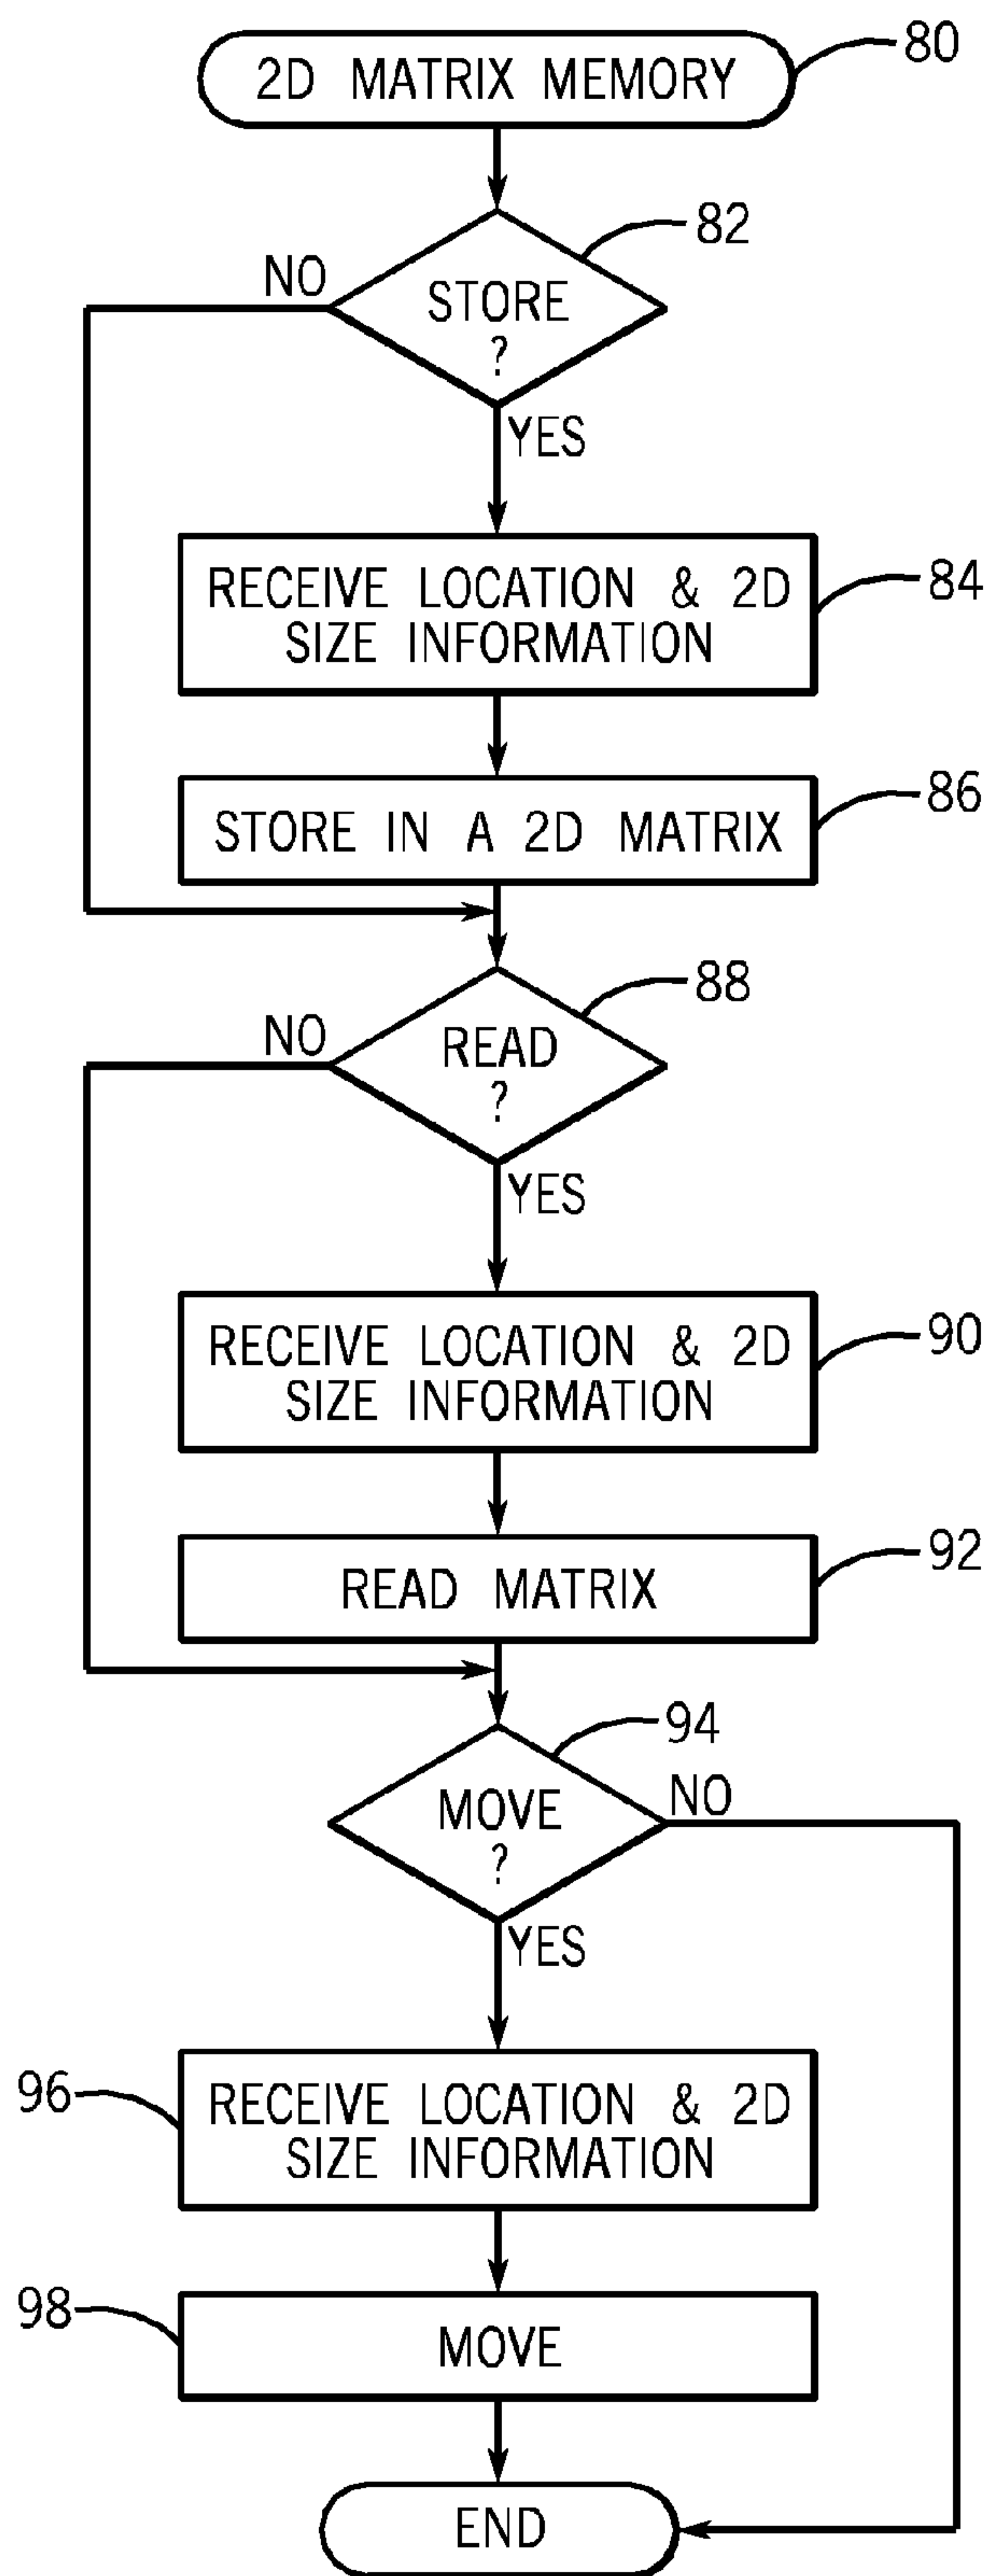 2D MATRIX MEMORY
80
82
STORE
?
NO
YES
RECEIVE LOCATION & 2D
SIZE INFORMATION
84
STORE IN A 2D MATRIX
86
88
READ
?
NO
YES
RECEIVE LOCATION & 2D
SIZE INFORMATION
90
READ MATRIX
92
94
MOVE
?
NO
YES
96
RECEIVE LOCATION & 2D
SIZE INFORMATION
98
MOVE
END